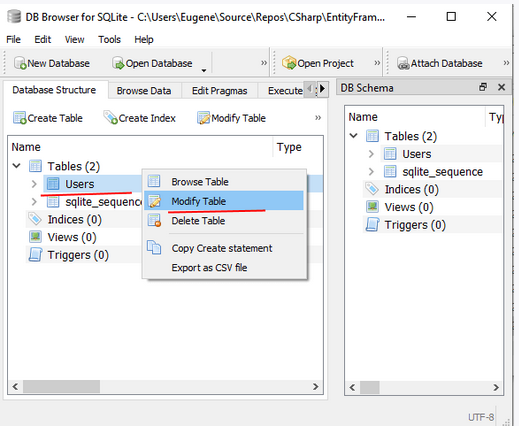 DB Browser for SQLite - C:\Users\Eugene\Source\Repos\CSharp\EntityFram...
File Edit View Tools Help
New Database Open Database » Open Project » Attach Database »
Database Structure Browse Data Edit Pragmas Execute
Create Table Create Index Modify Table »
Name Type
Tables (2)
Users
sqlite_sequence
Indices (0)
Views (0)
Triggers (0)
Browse Table
Modify Table
Delete Table
Copy Create statement
Export as CSV file
DB Schema
Name Ty
Tables (2)
Users
sqlite_sequence
Indices (0)
Views (0)
Triggers (0)
UTF-8